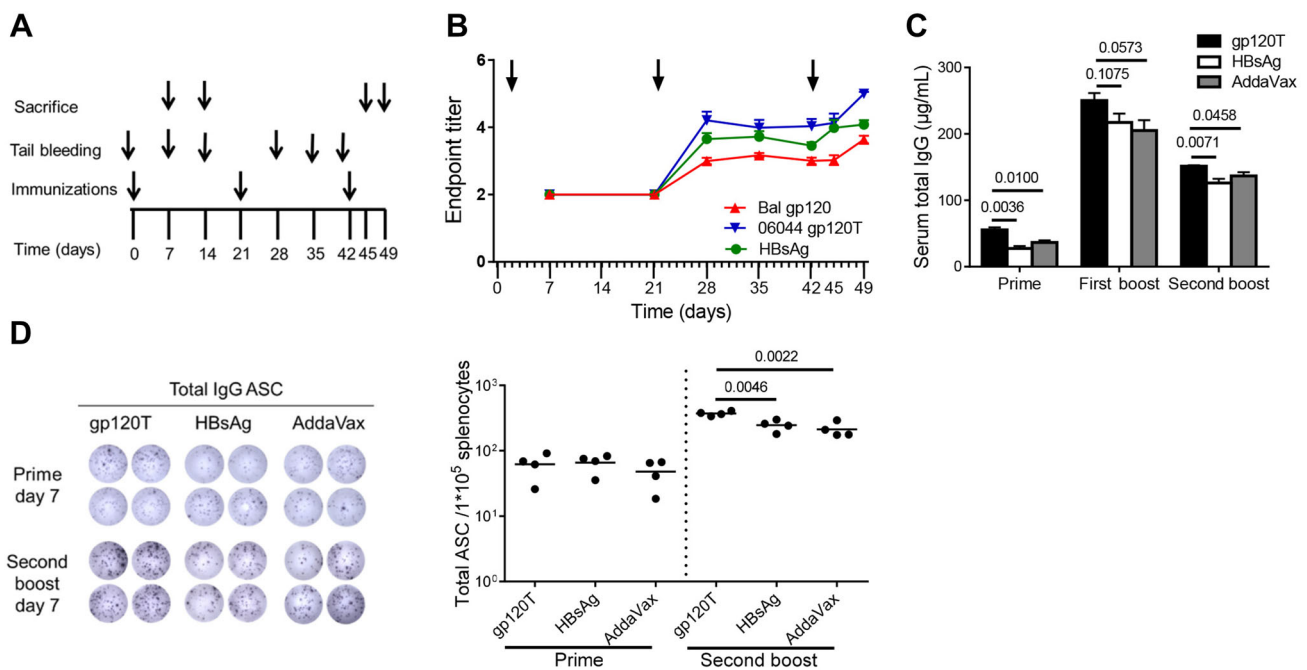 A
Sacrifice
Tail bleeding
Immunizations
Time (days)
0 7 14 21 28 35 42 45 49
B
Endpoint titer
6
4
2
0
Bal gp120
06044 gp120T
HBsAg
0 7 14 21 28 35 42 45 49
Time (days)
C
gp120T
HBsAg
AddaVax
Serum total IgG (µg/mL)
300
200
100
0
0.0036
0.0100
0.1075
0.0573
0.0071
0.0458
Prime First boost Second boost
D
Total IgG ASC
gp120T HBsAg AddaVax
Prime
day 7
Second
boost
day 7
Total ASC /1*10⁵ splenocytes
10³
10²
10¹
10⁰
0.0022
0.0046
gp120T HBsAg AddaVax gp120T HBsAg AddaVax
Prime Second boost